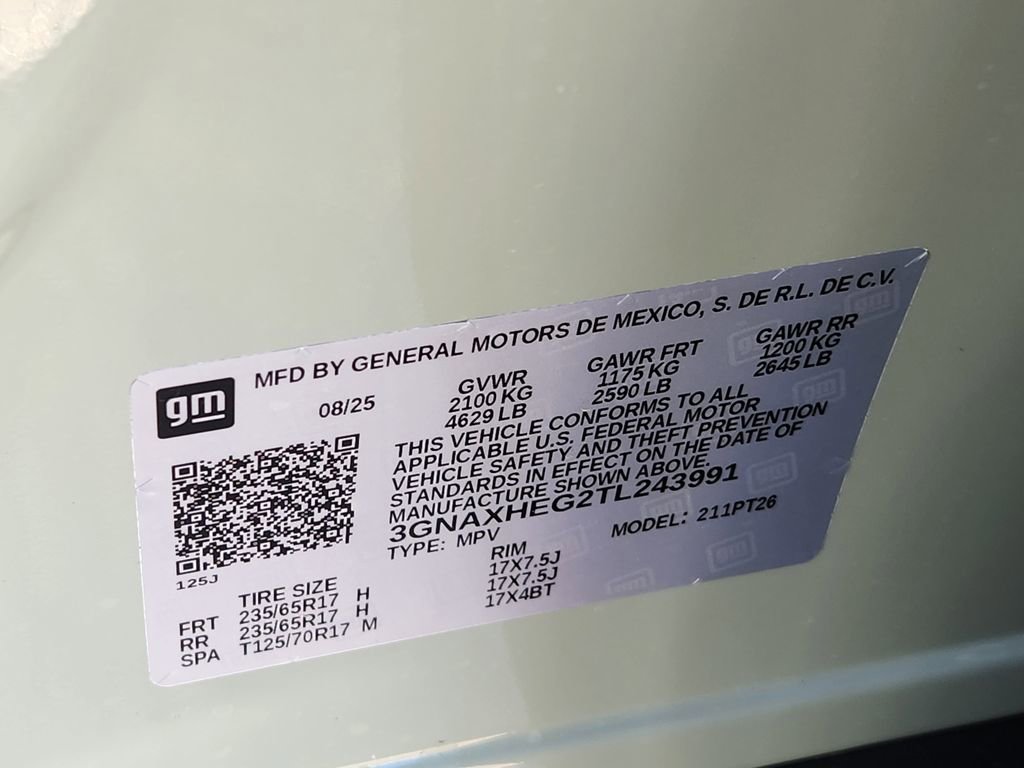 gm
MFD BY GENERAL MOTORS DE MEXICO, S. DE R.L. DE C.V.
08/25
GVWR GAWR FRT GAWR RR
2100 KG 1175 KG 1200 KG
4629 LB 2590 LB 2645 LB
THIS VEHICLE CONFORMS TO ALL
APPLICABLE U.S. FEDERAL MOTOR
VEHICLE SAFETY AND THEFT PREVENTION
STANDARDS IN EFFECT ON THE DATE OF
MANUFACTURE SHOWN ABOVE.
3GNAXHEG2TL243991
TYPE: MPV MODEL: 211PT26
125J
TIRE SIZE RIM
FRT 235/65R17 H 17X7.5J
RR 235/65R17 H 17X7.5J
SPA T125/70R17 M 17X4BT